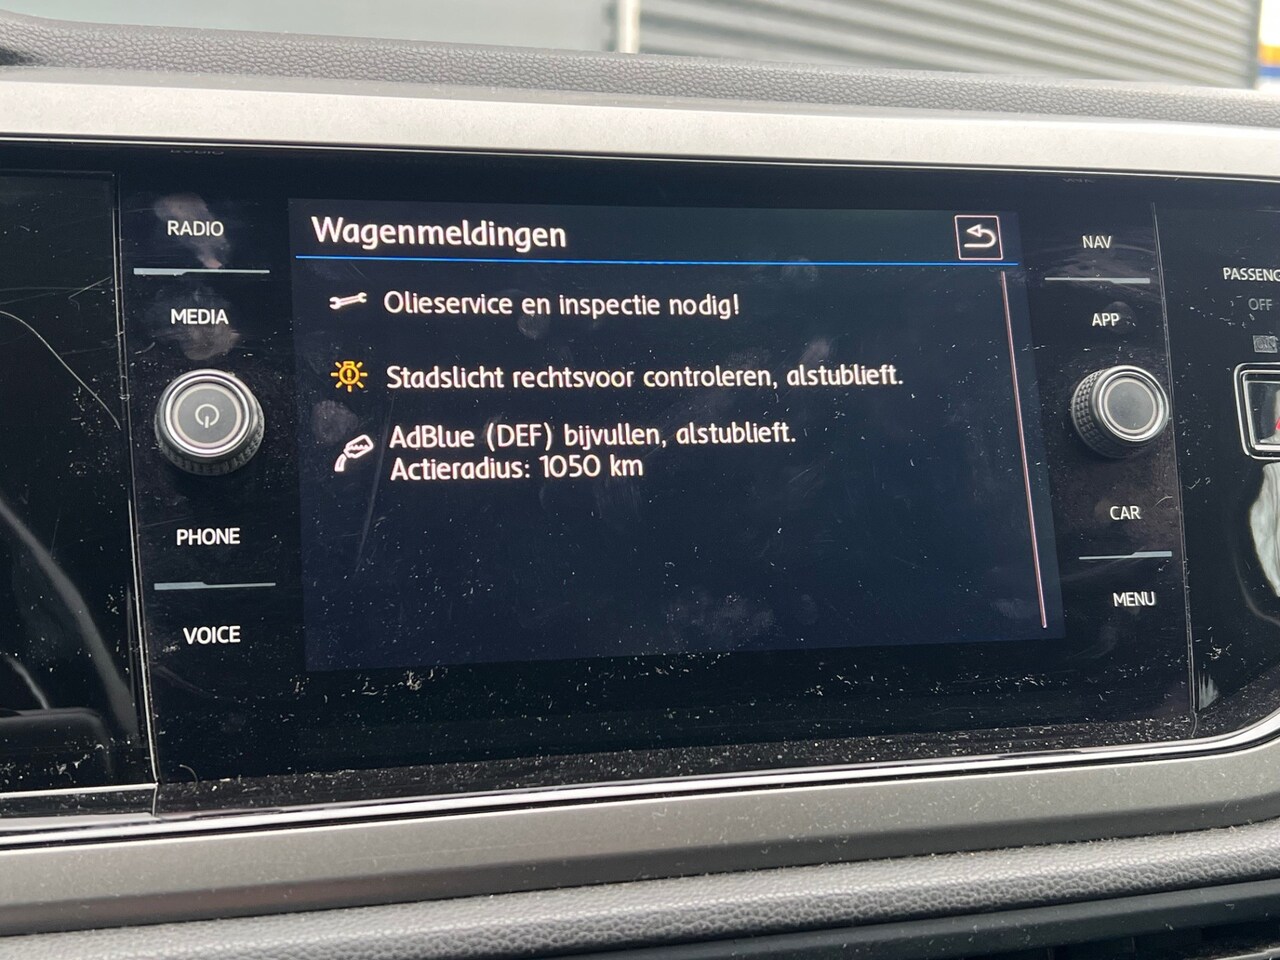 RADIO
MEDIA
PHONE
VOICE
Wagenmeldingen
Olieservice en inspectie nodig!
Stadslicht rechtsvoor controleren, alstublieft.
AdBlue (DEF) bijvullen, alstublieft.
Actieradius: 1050 km
NAV
APP
CAR
MENU
OFF